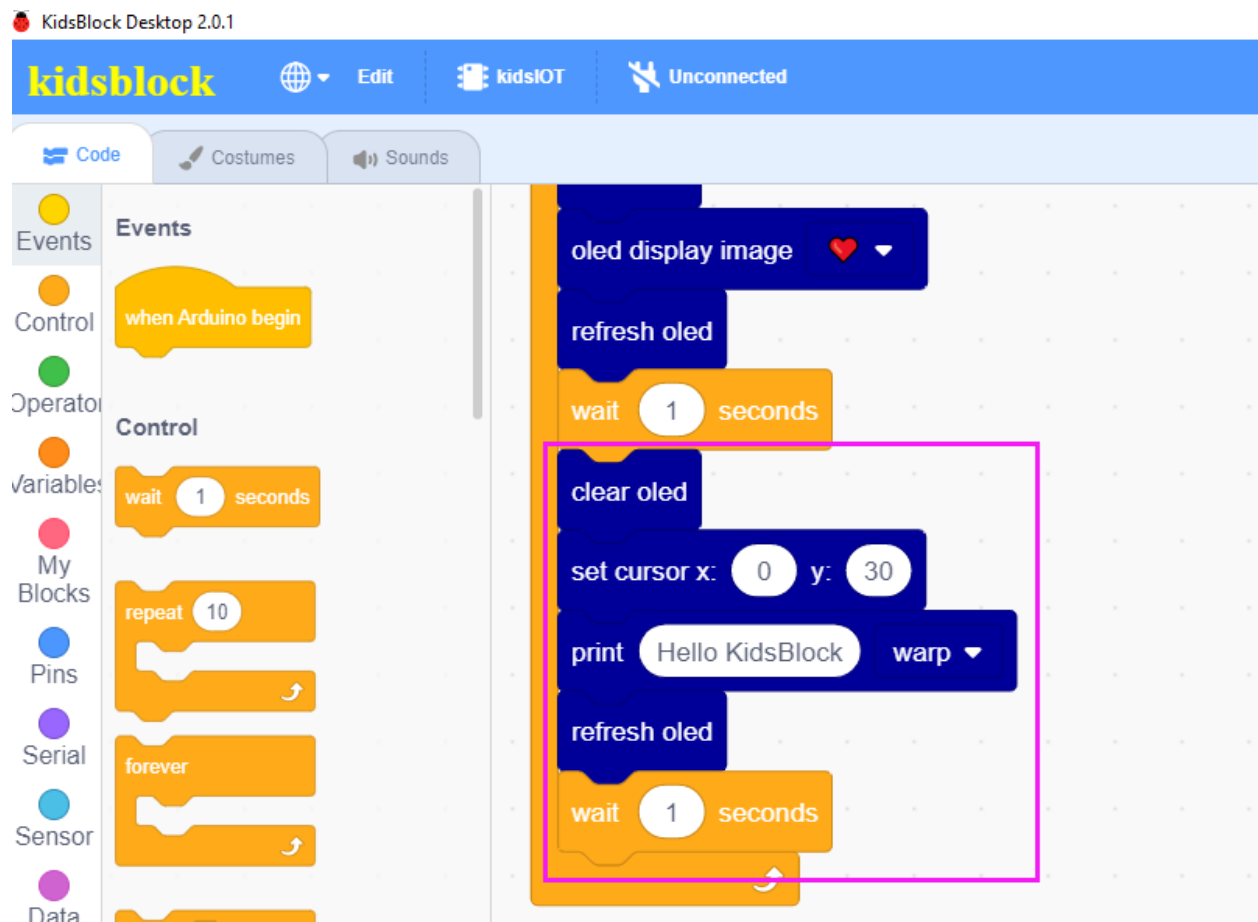 KidsBlock Desktop 2.0.1
kidsblock Edit kidsIOT Unconnected
Code Costumes Sounds
Events
Control
Operator
Variables
My
Blocks
Pins
Serial
Sensor
Data
Events
when Arduino begin
Control
wait 1 seconds
repeat 10
forever
oled display image
refresh oled
wait 1 seconds
clear oled
set cursor x: 0 y: 30
print Hello KidsBlock warp
refresh oled
wait 1 seconds